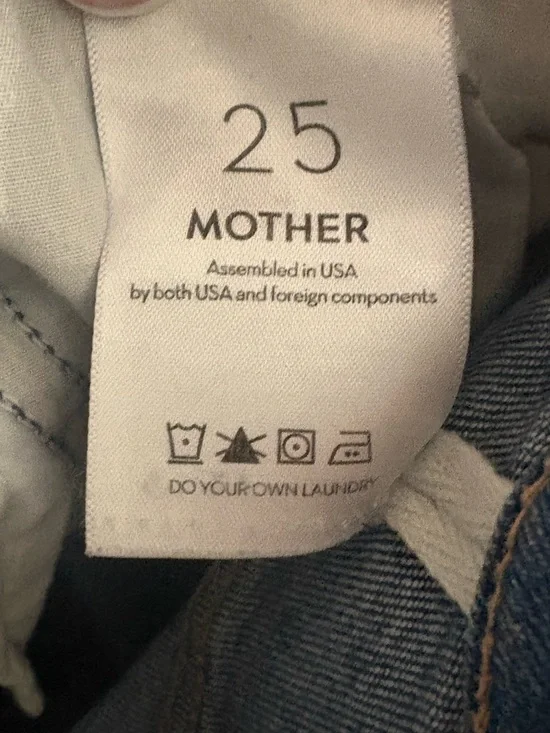 25
MOTHER
Assembled in USA
by both USA and foreign components
DO YOUR OWN LAUNDRY